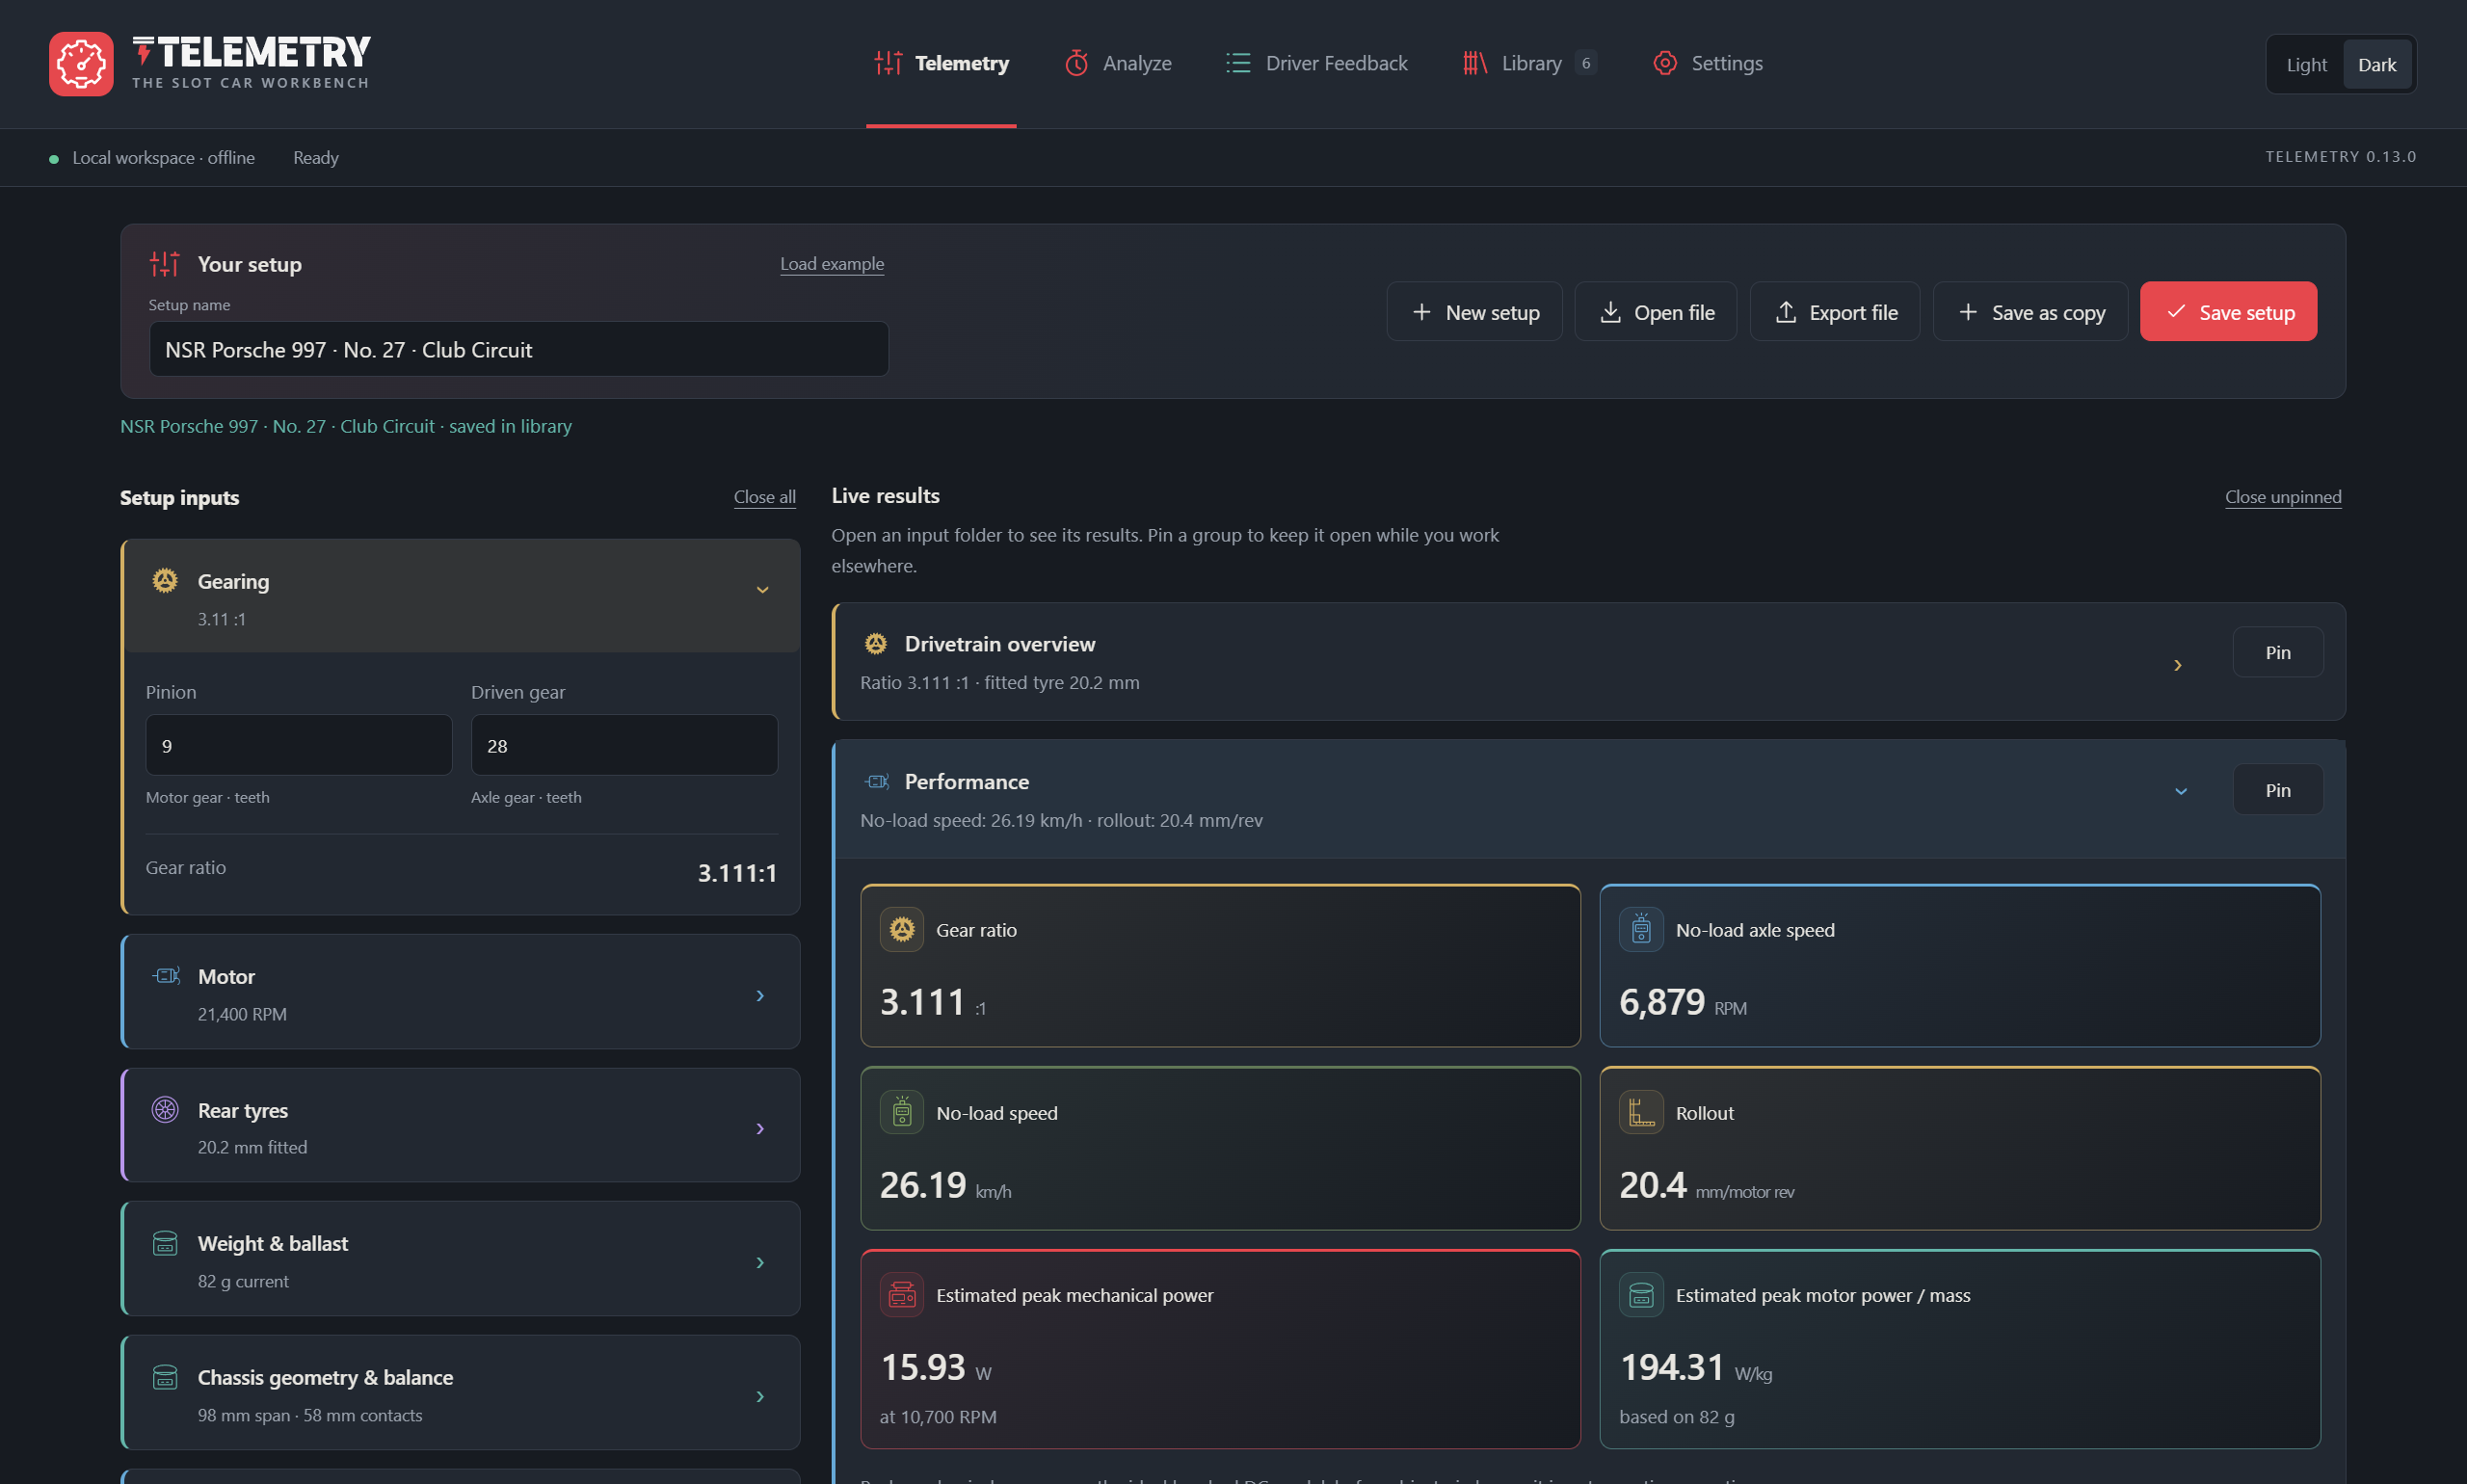 TELEMETRY
THE SLOT CAR WORKBENCH
Telemetry
Analyze
Driver Feedback
Library 6
Settings
Light
Dark
Local workspace · offline
Ready
TELEMETRY 0.13.0
Your setup
Load example
Setup name
NSR Porsche 997 · No. 27 · Club Circuit
New setup
Open file
Export file
Save as copy
Save setup
NSR Porsche 997 · No. 27 · Club Circuit · saved in library
Setup inputs
Close all
Gearing
3.11 :1
Pinion
Driven gear
9
28
Motor gear · teeth
Axle gear · teeth
Gear ratio
3.111:1
Motor
21,400 RPM
Rear tyres
20.2 mm fitted
Weight & ballast
82 g current
Chassis geometry & balance
98 mm span · 58 mm contacts
Live results
Close unpinned
Open an input folder to see its results. Pin a group to keep it open while you work
elsewhere.
Drivetrain overview
Ratio 3.111 :1 · fitted tyre 20.2 mm
Pin
Performance
No-load speed: 26.19 km/h · rollout: 20.4 mm/rev
Pin
Gear ratio
3.111 :1
No-load axle speed
6,879 RPM
No-load speed
26.19 km/h
Rollout
20.4 mm/motor rev
Estimated peak mechanical power
15.93 W
at 10,700 RPM
Estimated peak motor power / mass
194.31 W/kg
based on 82 g